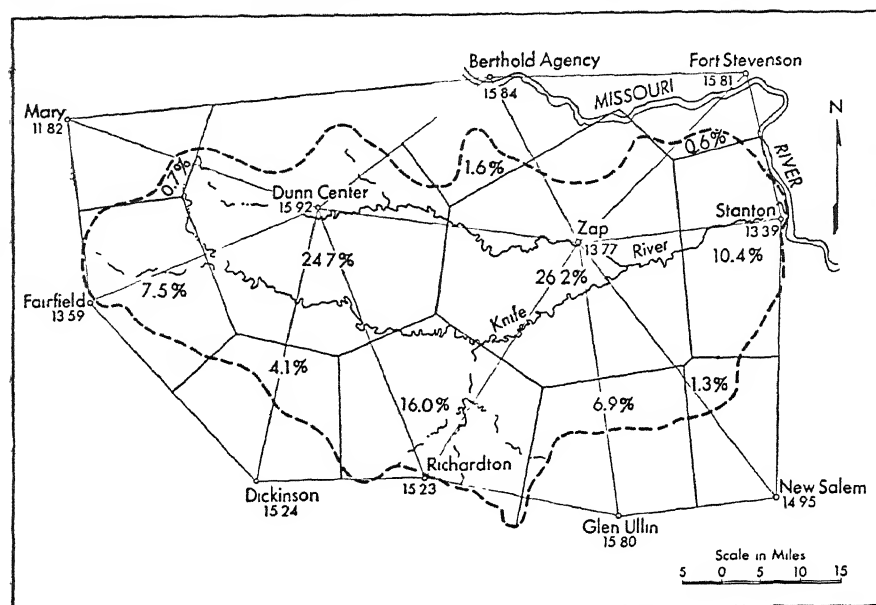 Berthold Agency
15 84
Fort Stevenson
15 81
MISSOURI
RIVER
N
Mary
11 82
0.7%
1.6%
0.6%
Dunn Center
15 92
Zap
13 77
Stanton
13 39
River
24 7%
26 2%
10.4%
7.5%
Fairfield
13 59
Knife
4.1%
16.0%
6.9%
1.3%
Richardton
15 23
Dickinson
15 24
New Salem
14 95
Glen Ullin
15 80
Scale in Miles
5 0 5 10 15